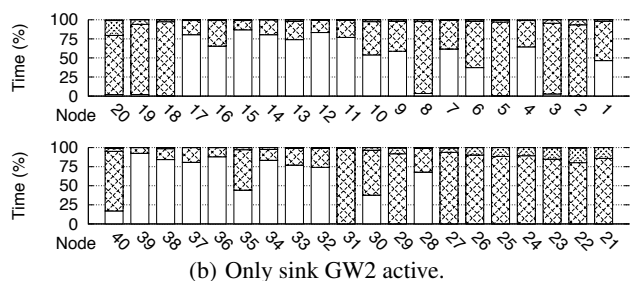 Time (%)
100
75
50
25
0
Node 20 19 18 17 16 15 14 13 12 11 10 9 8 7 6 5 4 3 2 1
Time (%)
100
75
50
25
0
Node 40 39 38 37 36 35 34 33 32 31 30 29 28 27 26 25 24 23 22 21
(b) Only sink GW2 active.